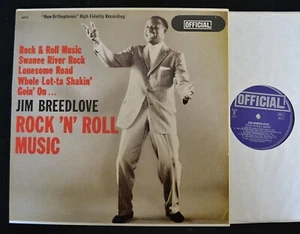 "New Orthophonic" High Fidelity Recording
OFFICIAL
Rock & Roll Music
Swanee River Rock
Lonesome Road
Whole Lot-ta Shakin'
Goin' On...
JIM BREEDLOVE
ROCK 'N' ROLL
MUSIC
OFFICIAL